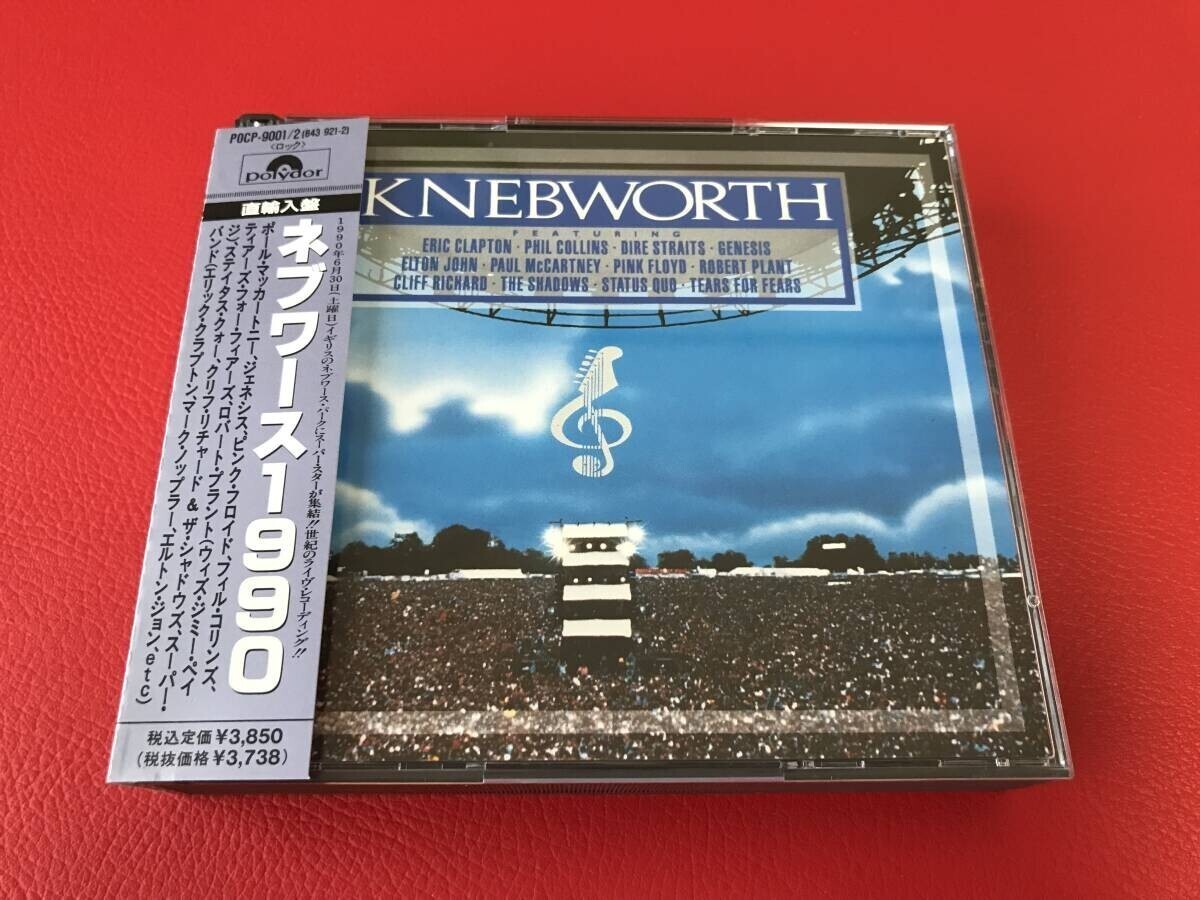 POCP-9001/2 (843 921-2)
〈ロック〉
polydor
直輸入盤
ネブワース1990
1990年6月30日(土曜日)イギリスのネブワース・パークにスーパースターが集結!!世紀のライヴ・レコーディング!!
ポール・マッカートニー、ジェネシス、ピンク・フロイド、フィル・コリンズ、
ティアーズ・フォー・フィアーズ、ロバート・プラント(ウィズ・ジミー・ペイ
ジ)、ステイタス・クォー、クリフ・リチャード & ザ・シャドウズ、スーパー・
バンド(エリック・クラプトン、マーク・ノップラー、エルトン・ジョン、etc)
税込定価¥3,850
(税抜価格¥3,738)
KNEBWORTH
FEATURING
ERIC CLAPTON · PHIL COLLINS · DIRE STRAITS · GENESIS
ELTON JOHN · PAUL McCARTNEY · PINK FLOYD · ROBERT PLANT
CLIFF RICHARD · THE SHADOWS · STATUS QUO · TEARS FOR FEARS